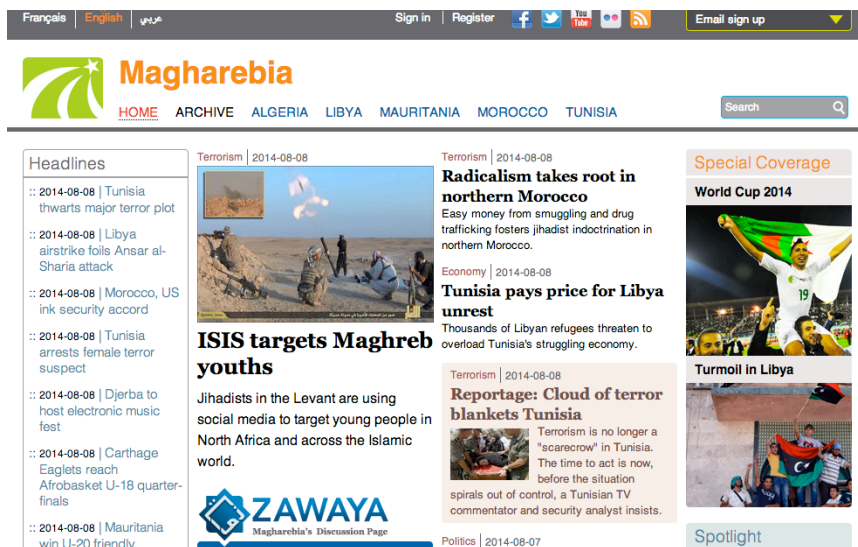 Français
English
عربي
Sign in
Register
You
Tube
Email sign up
Magharebia
HOME
ARCHIVE
ALGERIA
LIBYA
MAURITANIA
MOROCCO
TUNISIA
Search
Headlines
:: 2014-08-08 | Tunisia
thwarts major terror plot
:: 2014-08-08 | Libya
airstrike foils Ansar al-
Sharia attack
:: 2014-08-08 | Morocco, US
ink security accord
:: 2014-08-08 | Tunisia
arrests female terror
suspect
:: 2014-08-08 | Djerba to
host electronic music
fest
:: 2014-08-08 | Carthage
Eaglets reach
Afrobasket U-18 quarter-
finals
:: 2014-08-08 | Mauritania
win U-20 friendly
Terrorism | 2014-08-08
ISIS targets Maghreb
youths
Jihadists in the Levant are using
social media to target young people in
North Africa and across the Islamic
world.
ZAWAYA
Magharebia's Discussion Page
Terrorism | 2014-08-08
Radicalism takes root in
northern Morocco
Easy money from smuggling and drug
trafficking fosters jihadist indoctrination in
northern Morocco.
Economy | 2014-08-08
Tunisia pays price for Libya
unrest
Thousands of Libyan refugees threaten to
overload Tunisia's struggling economy.
Terrorism | 2014-08-08
Reportage: Cloud of terror
blankets Tunisia
Terrorism is no longer a
"scarecrow" in Tunisia.
The time to act is now,
before the situation
spirals out of control, a Tunisian TV
commentator and security analyst insists.
Politics | 2014-08-07
Special Coverage
World Cup 2014
19
Turmoil in Libya
Spotlight